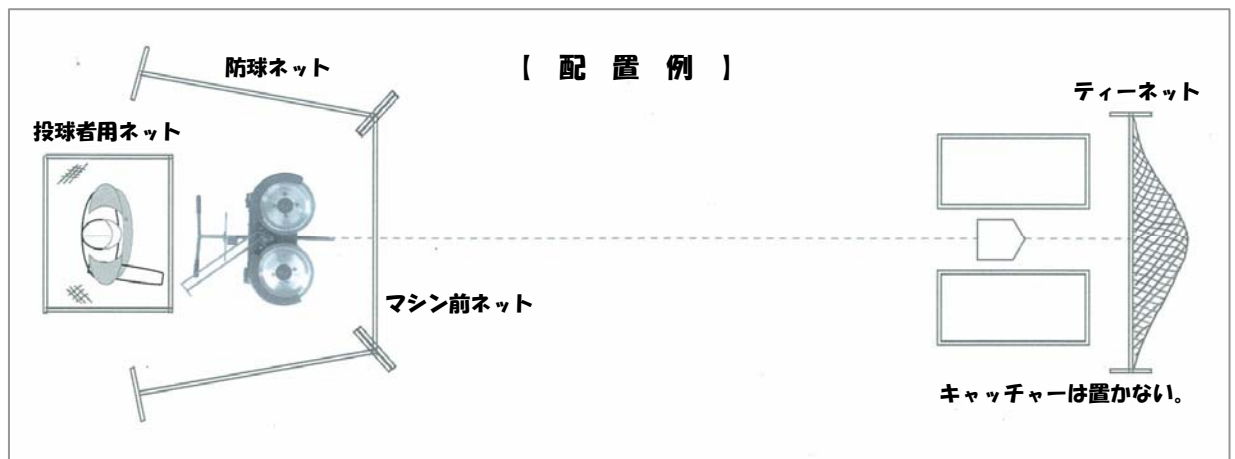 【 配 置 例 】
防球ネット
ティーネット
投球者用ネット
マシン前ネット
キャッチャーは置かない。